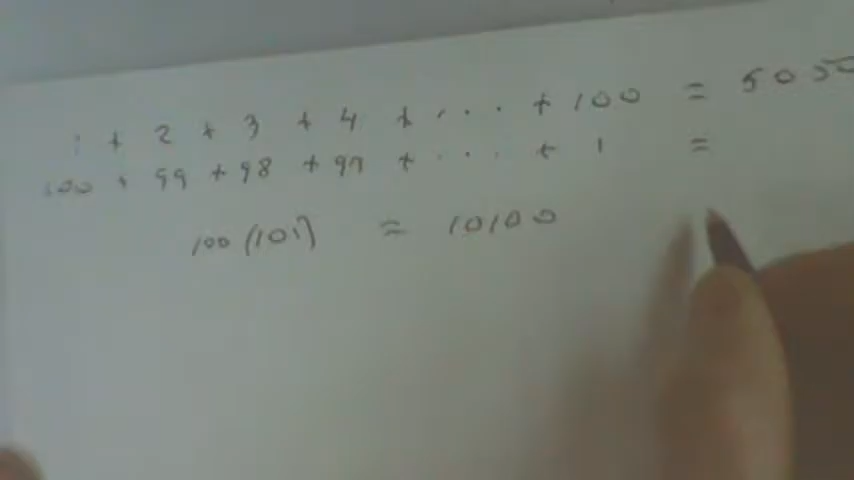 1 + 2 + 3 + 4 + . . . + 100 = 5050
100 + 99 + 98 + 97 + . . . + 1 =
100 (101) = 10100